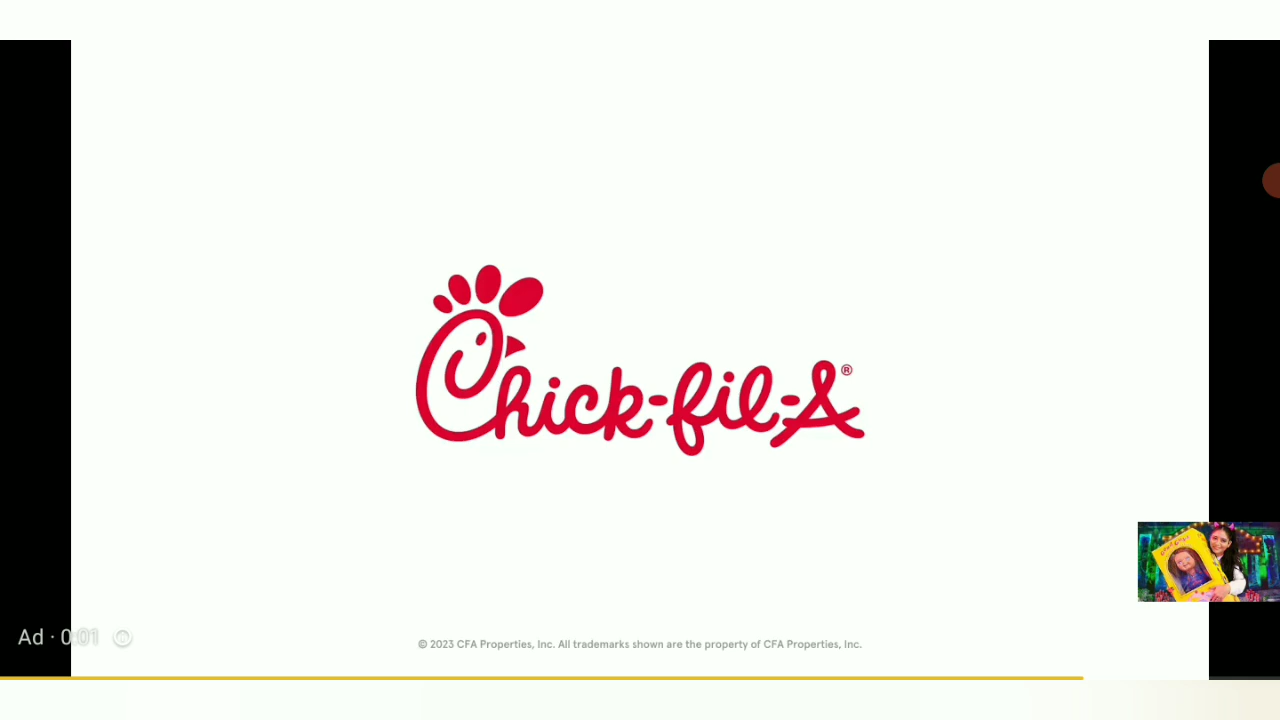 Chick-fil-A®
Ad · 0:01
© 2023 CFA Properties, Inc. All trademarks shown are the property of CFA Properties, Inc.